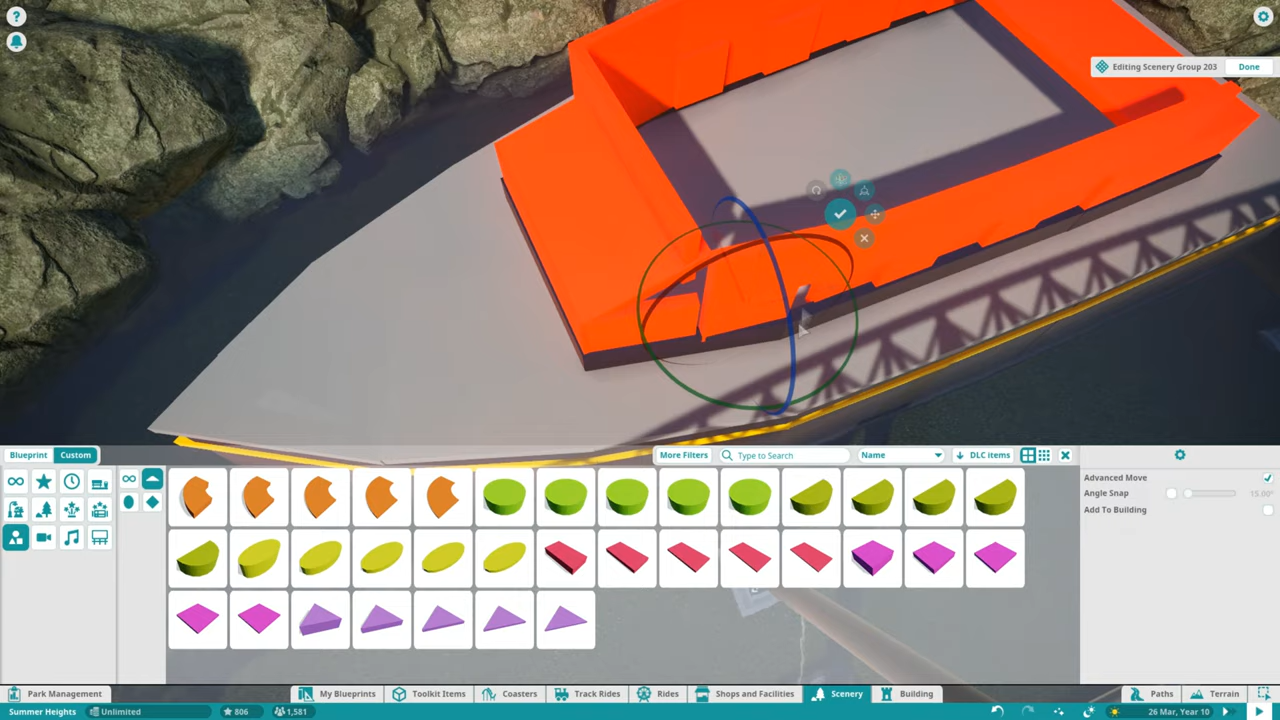 ?
Editing Scenery Group 203 Done
Blueprint Custom
More Filters Type to Search Name DLC items
Advanced Move
Angle Snap 15.00°
Add To Building
Park Management My Blueprints Toolkit Items Coasters Track Rides Rides Shops and Facilities Scenery Building Paths Terrain
Summer Heights Unlimited 806 1,581 26 Mar, Year 10